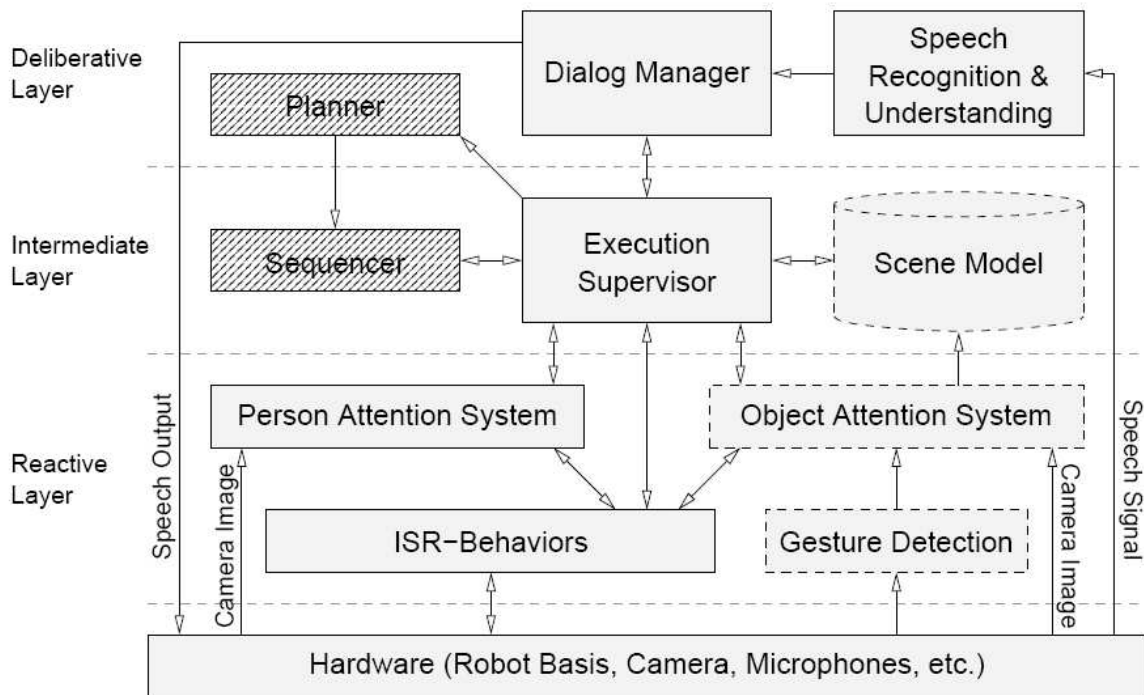 Deliberative
Layer
Planner
Dialog Manager
Speech
Recognition &
Understanding
Intermediate
Layer
Sequencer
Execution
Supervisor
Scene Model
Reactive
Layer
Speech Output
Camera Image
Person Attention System
Object Attention System
Camera Image
Speech Signal
ISR-Behaviors
Gesture Detection
Hardware (Robot Basis, Camera, Microphones, etc.)